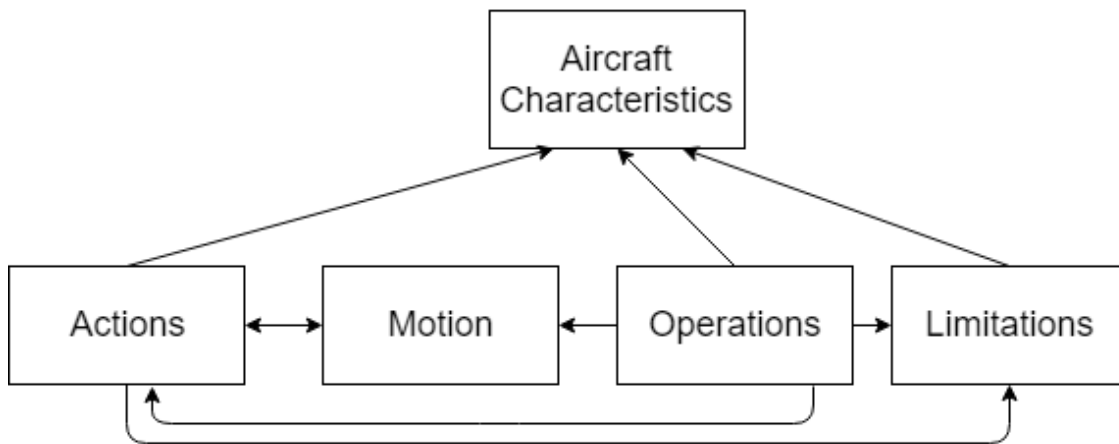 Aircraft
Characteristics
Actions
Motion
Operations
Limitations